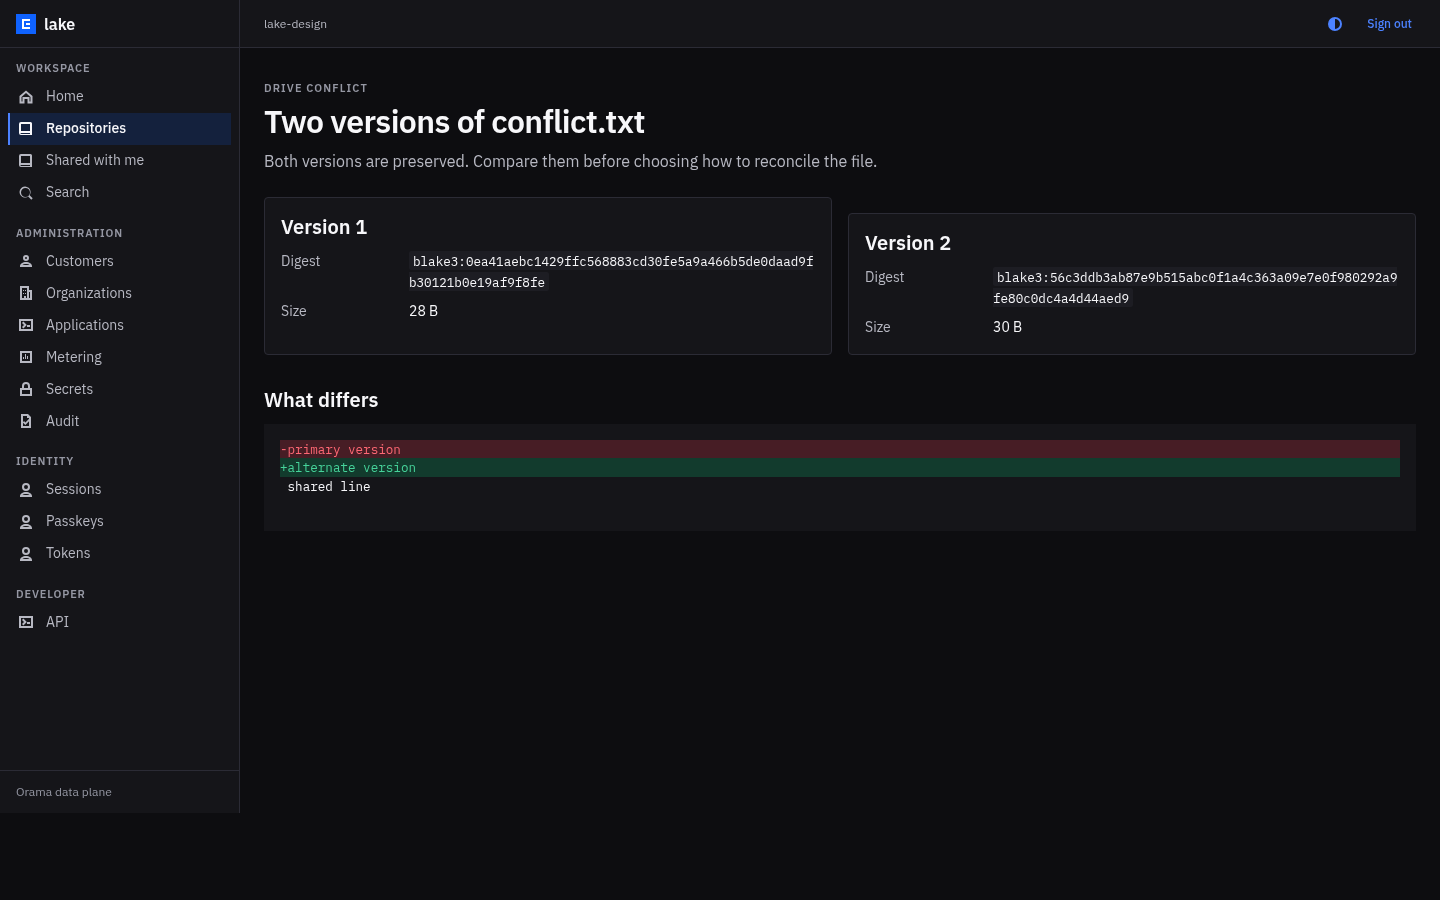 lake
lake-design
Sign out
WORKSPACE
Home
Repositories
Shared with me
Search
ADMINISTRATION
Customers
Organizations
Applications
Metering
Secrets
Audit
IDENTITY
Sessions
Passkeys
Tokens
DEVELOPER
API
Orama data plane
DRIVE CONFLICT
Two versions of conflict.txt
Both versions are preserved. Compare them before choosing how to reconcile the file.
Version 1
Digest
blake3:0ea41aebc1429ffc568883cd30fe5a9a466b5de0daad9f
b30121b0e19af9f8fe
Size
28 B
Version 2
Digest
blake3:56c3ddb3ab87e9b515abc0f1a4c363a09e7e0f980292a9
fe80c0dc4a4d44aed9
Size
30 B
What differs
-primary version
+alternate version
shared line